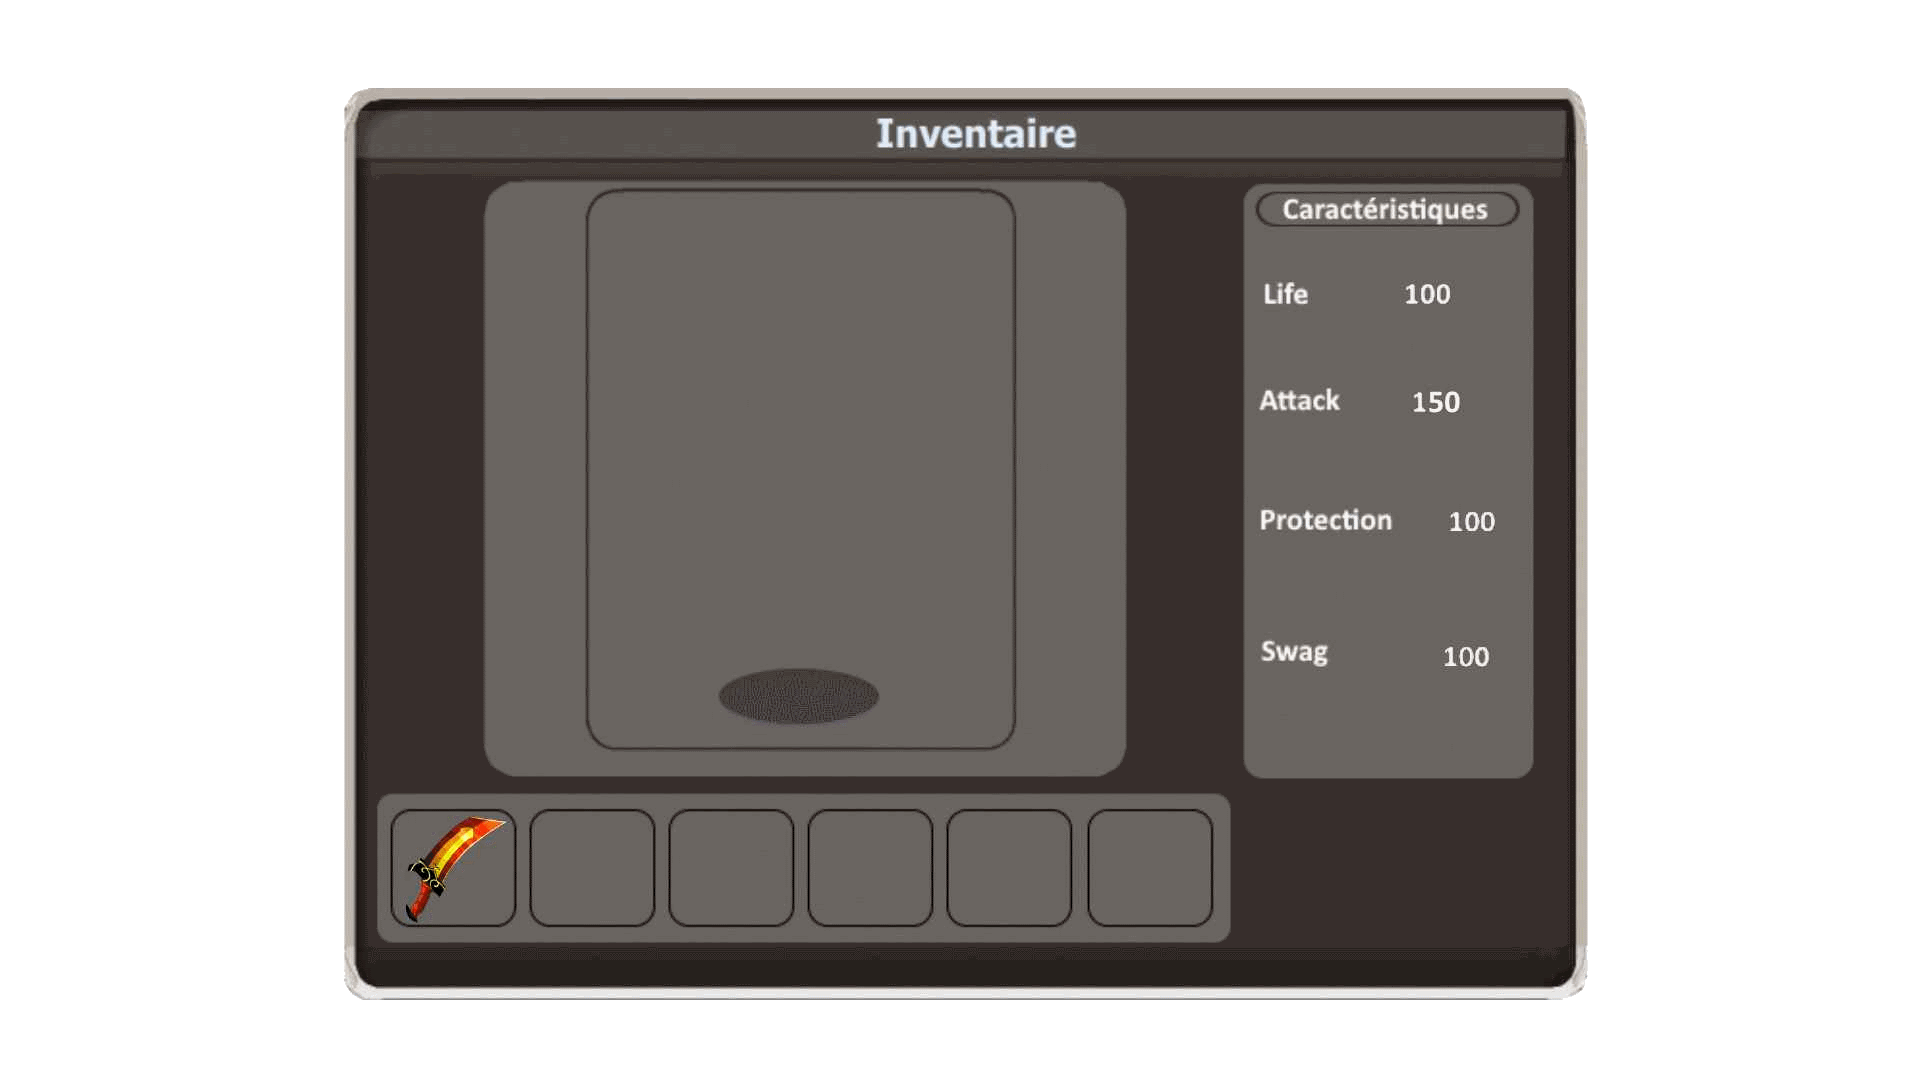 Inventaire
Caractéristiques
Life 100
Attack 150
Protection 100
Swag 100